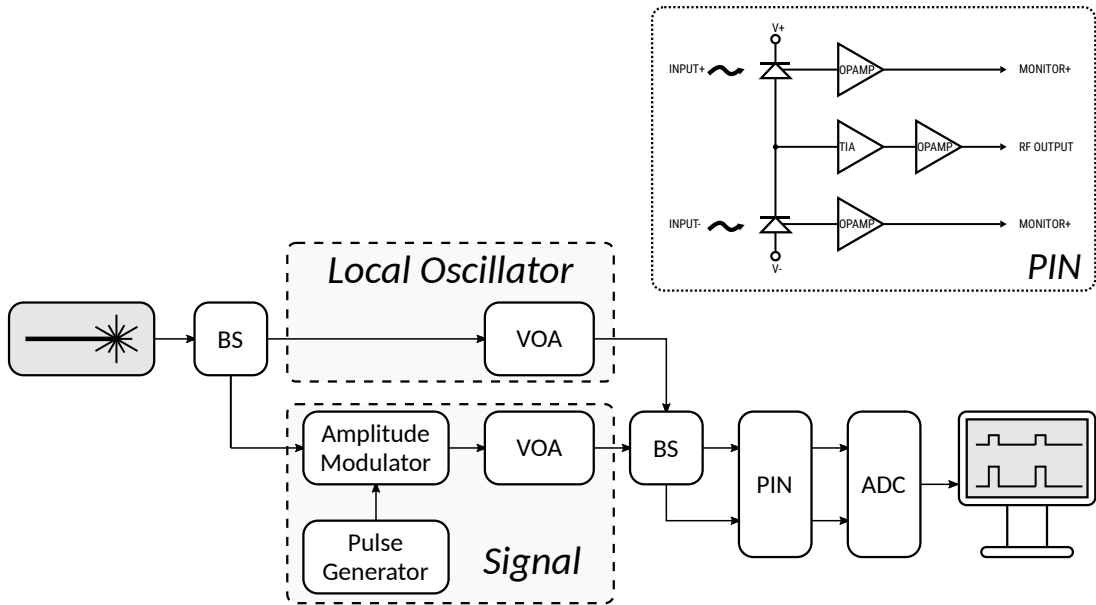 V+
INPUT+
OPAMP
MONITOR+
TIA
OPAMP
RF OUTPUT
INPUT-
OPAMP
MONITOR+
V-
PIN
Local Oscillator
BS
VOA
Amplitude
Modulator
VOA
BS
PIN
ADC
Pulse
Generator
Signal